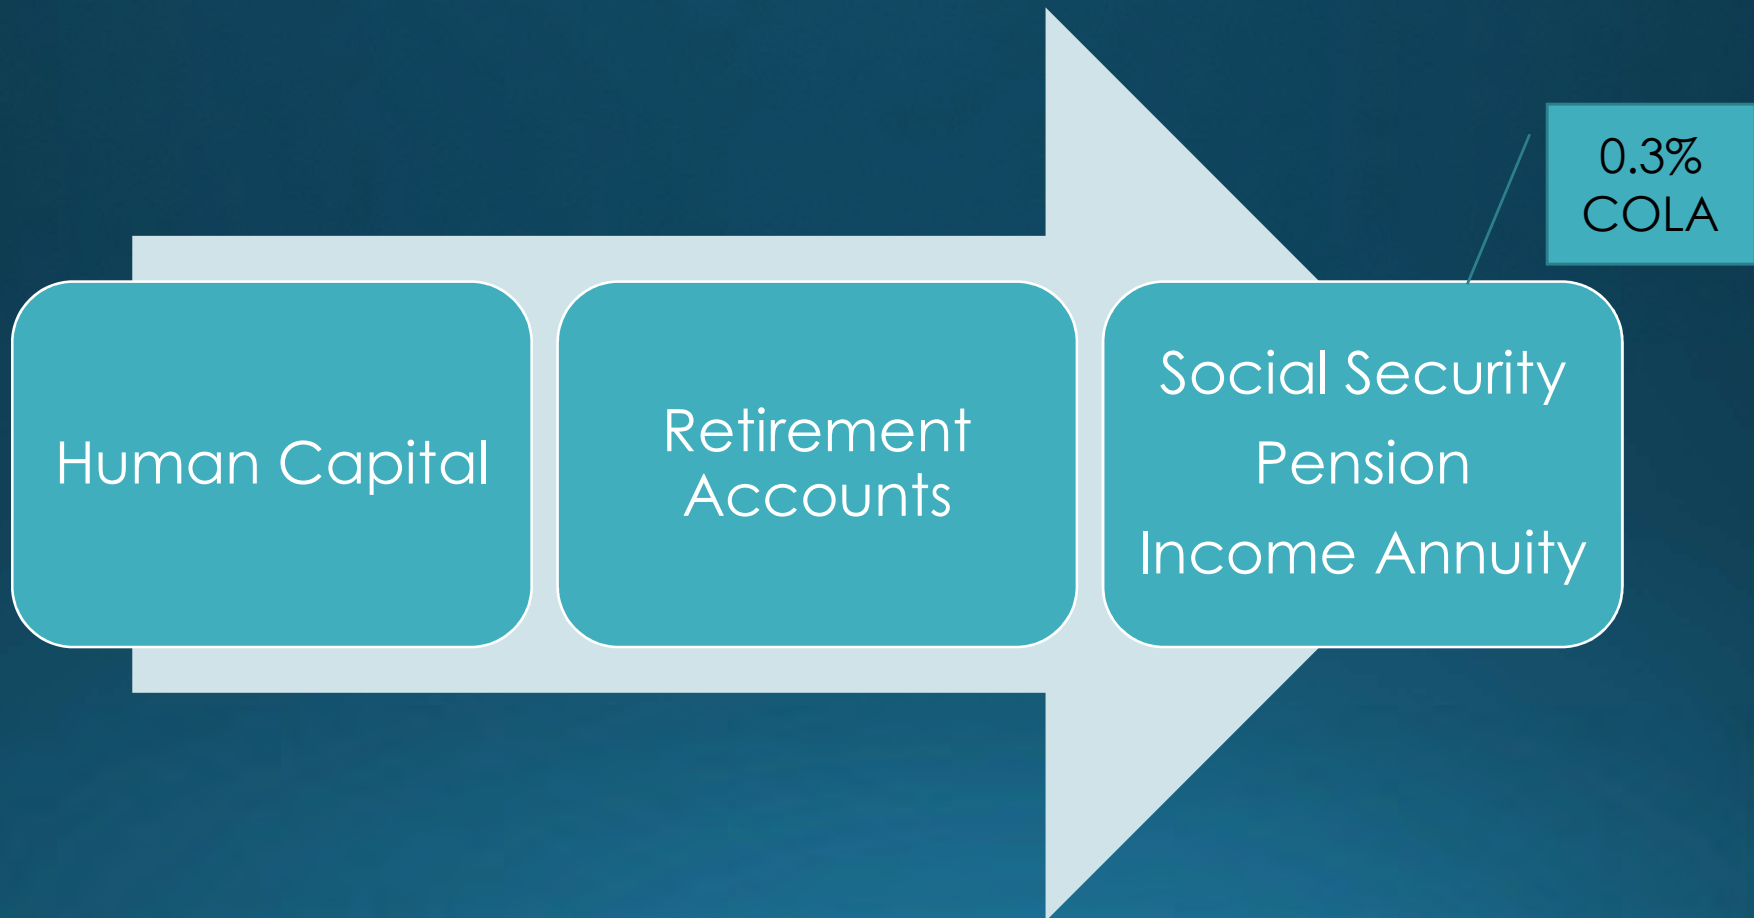 0.3%
COLA
Human Capital
Retirement
Accounts
Social Security
Pension
Income Annuity